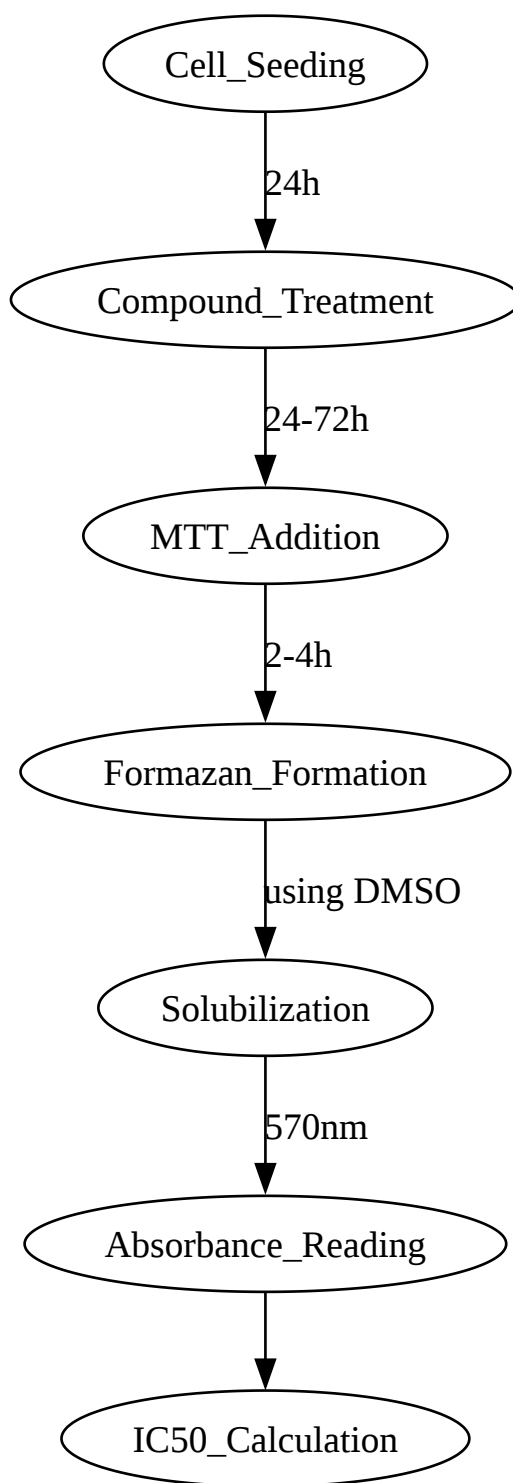 Cell_Seeding
24h
Compound_Treatment
24-72h
MTT_Addition
2-4h
Formazan_Formation
using DMSO
Solubilization
570nm
Absorbance_Reading
IC50_Calculation